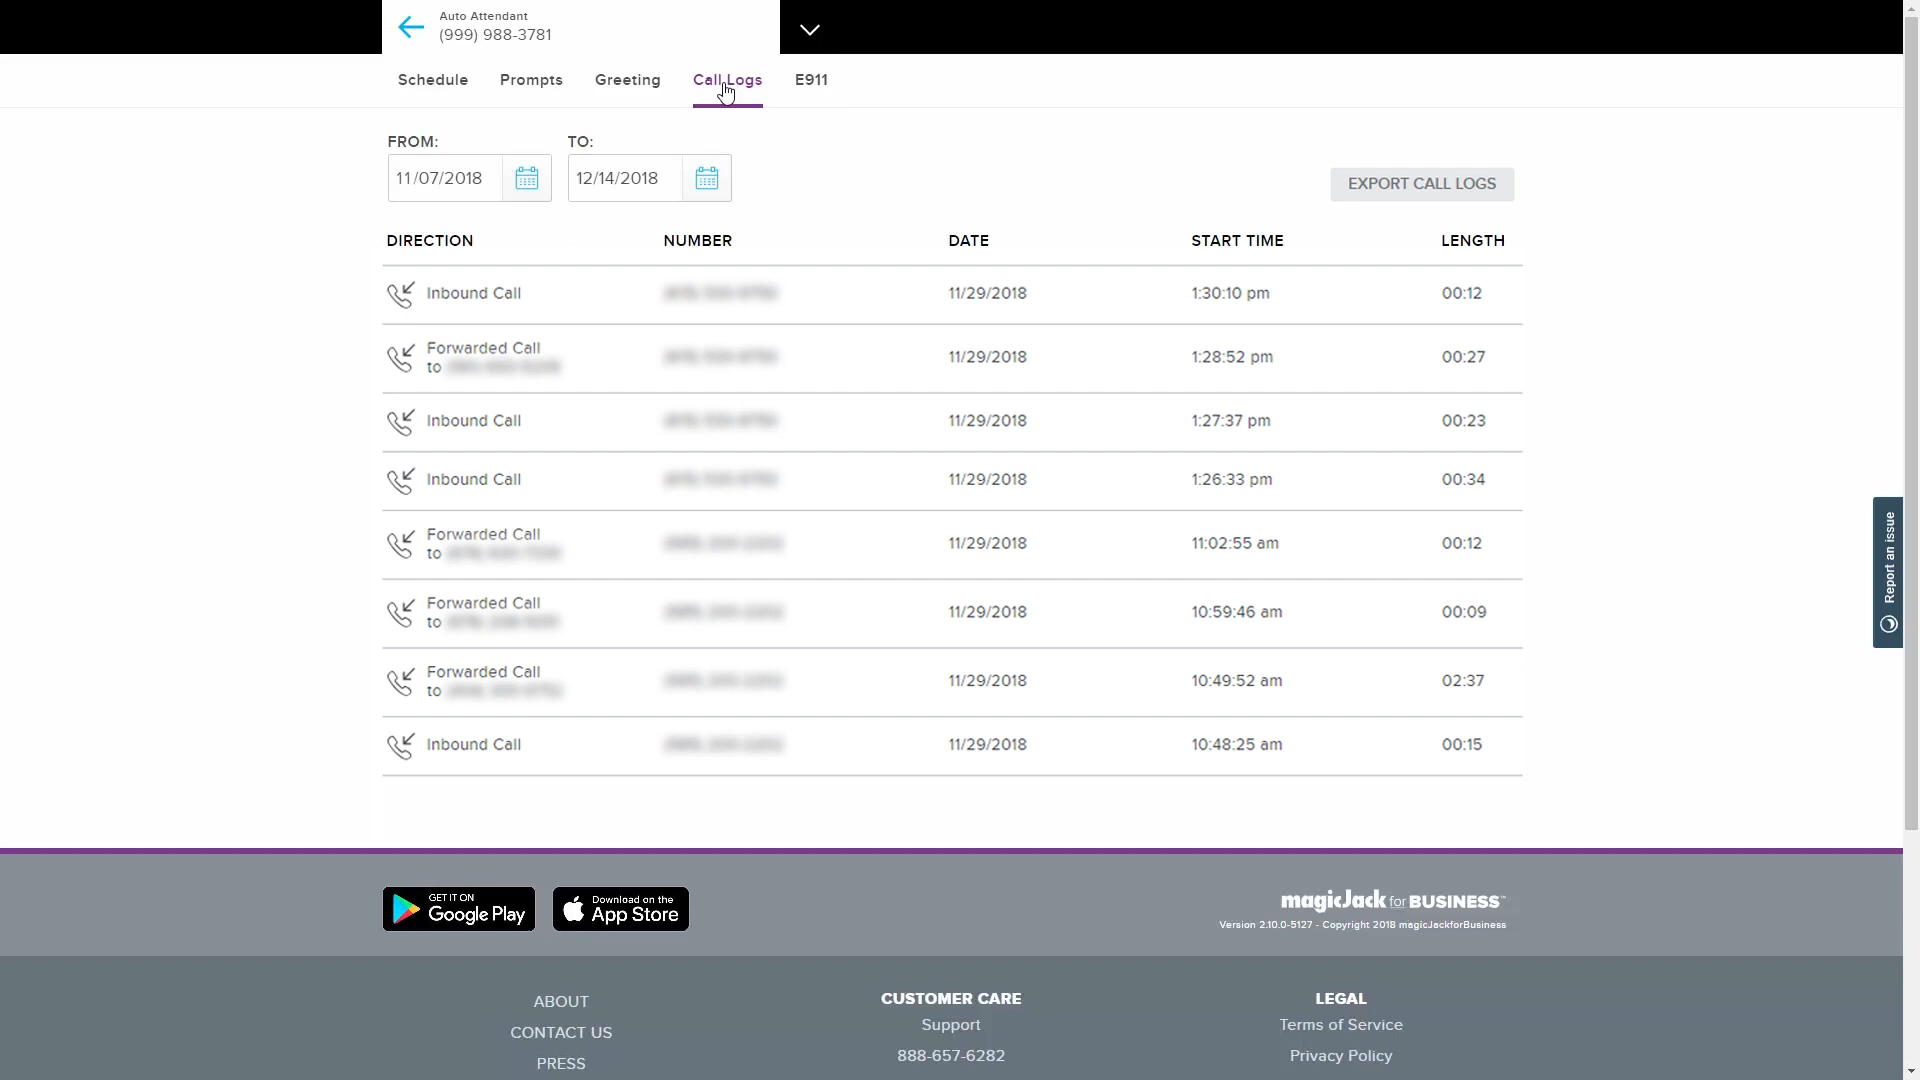 Auto Attendant
(999) 988-3781
Schedule Prompts Greeting Call Logs E911
FROM: TO:
11/07/2018 12/14/2018
EXPORT CALL LOGS
DIRECTION NUMBER DATE START TIME LENGTH
Inbound Call 11/29/2018 1:30:10 pm 00:12
Forwarded Call
to 11/29/2018 1:28:52 pm 00:27
Inbound Call 11/29/2018 1:27:37 pm 00:23
Inbound Call 11/29/2018 1:26:33 pm 00:34
Forwarded Call
to 11/29/2018 11:02:55 am 00:12
Forwarded Call
to 11/29/2018 10:59:46 am 00:09
Forwarded Call
to 11/29/2018 10:49:52 am 02:37
Inbound Call 11/29/2018 10:48:25 am 00:15
Report an issue
GET IT ON
Google Play
Download on the
App Store
magicJack for BUSINESS™
Version 2.10.0-5127 - Copyright 2018 magicJackforBusiness
ABOUT
CONTACT US
PRESS
CUSTOMER CARE
Support
888-657-6282
LEGAL
Terms of Service
Privacy Policy